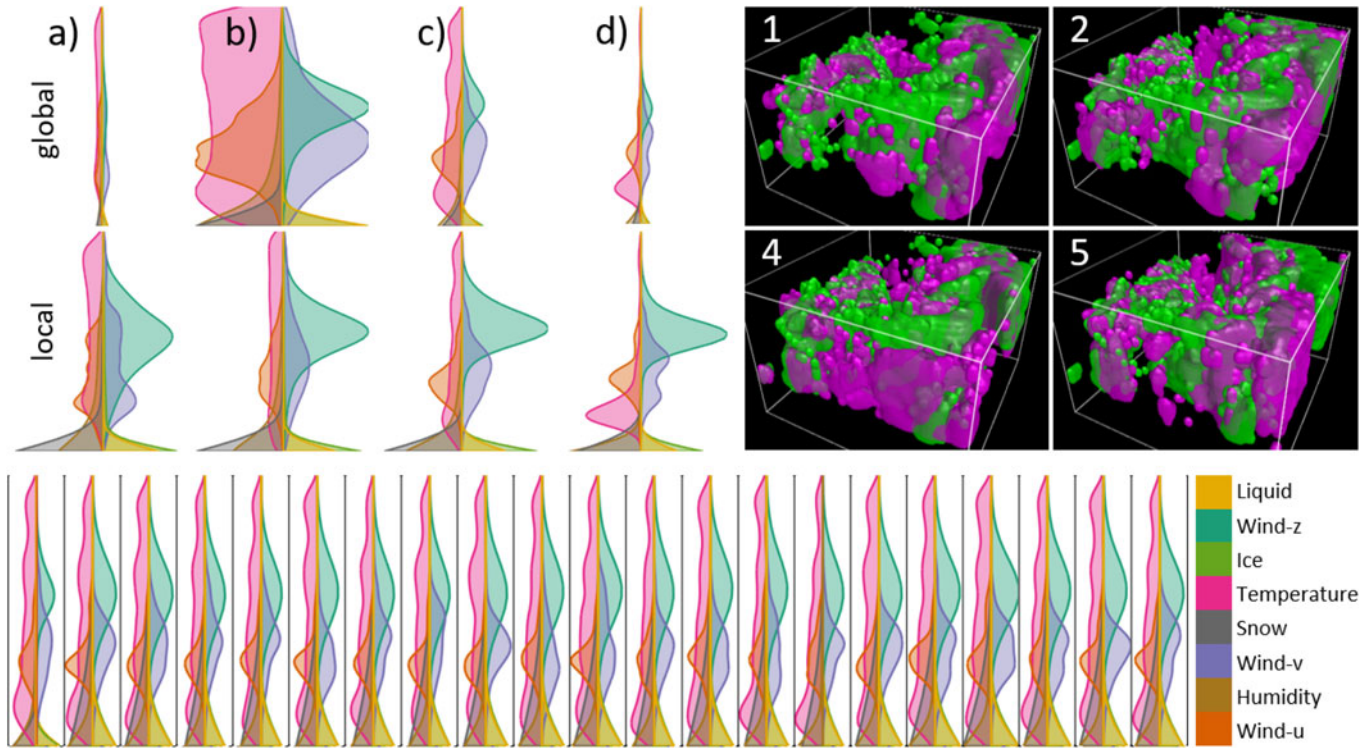 a) b) c) d)
global
local
1 2
4 5
Liquid
Wind-z
Ice
Temperature
Snow
Wind-v
Humidity
Wind-u